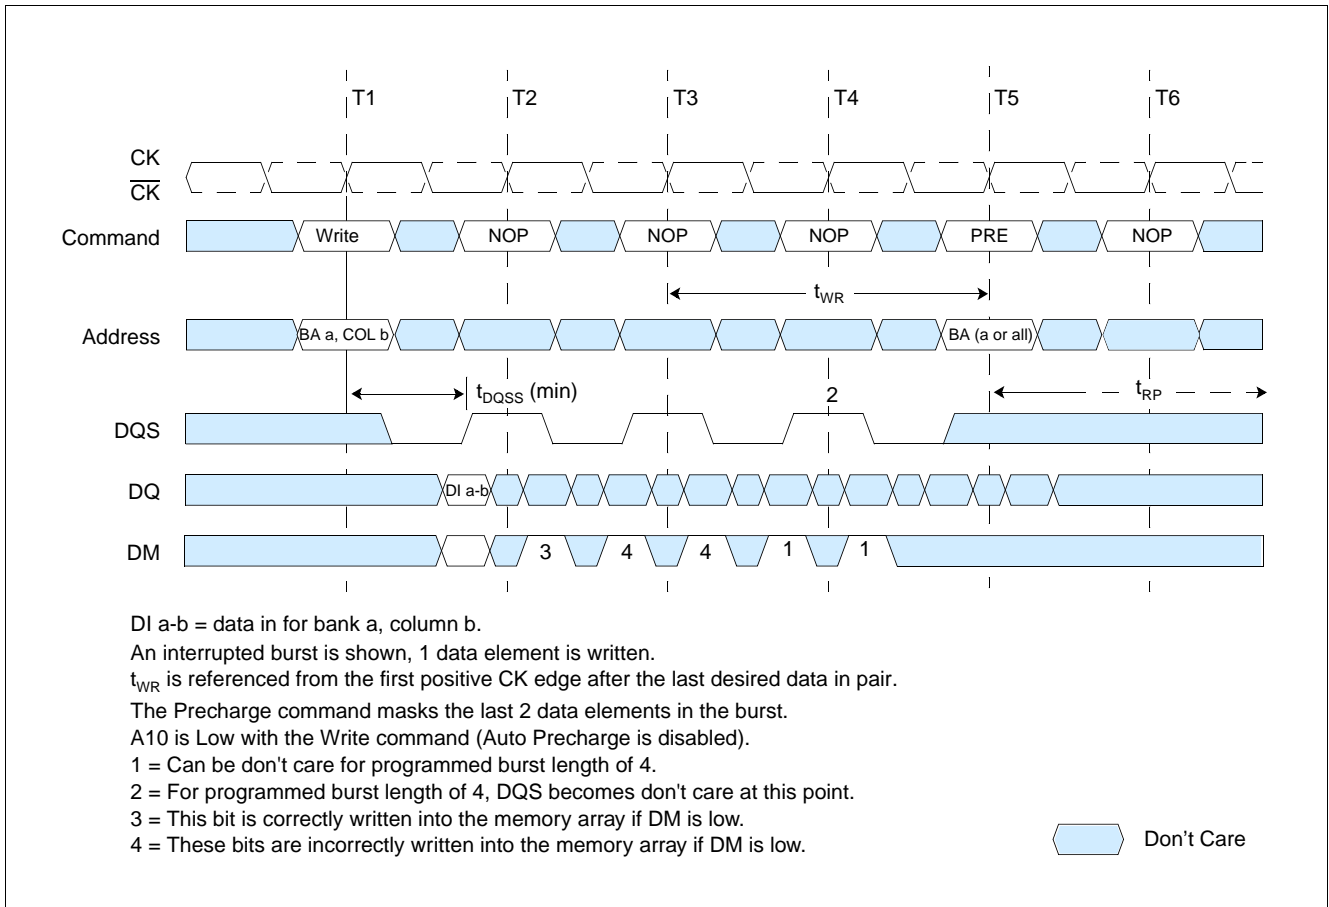 T1 T2 T3 T4 T5 T6
CK
CK
Command Write NOP NOP NOP PRE NOP
tWR
Address BA a, COL b BA (a or all)
tDQSS (min) 2 tRP
DQS
DQ DI a-b
DM 3 4 4 1 1
DI a-b = data in for bank a, column b.
An interrupted burst is shown, 1 data element is written.
tWR is referenced from the first positive CK edge after the last desired data in pair.
The Precharge command masks the last 2 data elements in the burst.
A10 is Low with the Write command (Auto Precharge is disabled).
1 = Can be don't care for programmed burst length of 4.
2 = For programmed burst length of 4, DQS becomes don't care at this point.
3 = This bit is correctly written into the memory array if DM is low.
4 = These bits are incorrectly written into the memory array if DM is low.
Don't Care